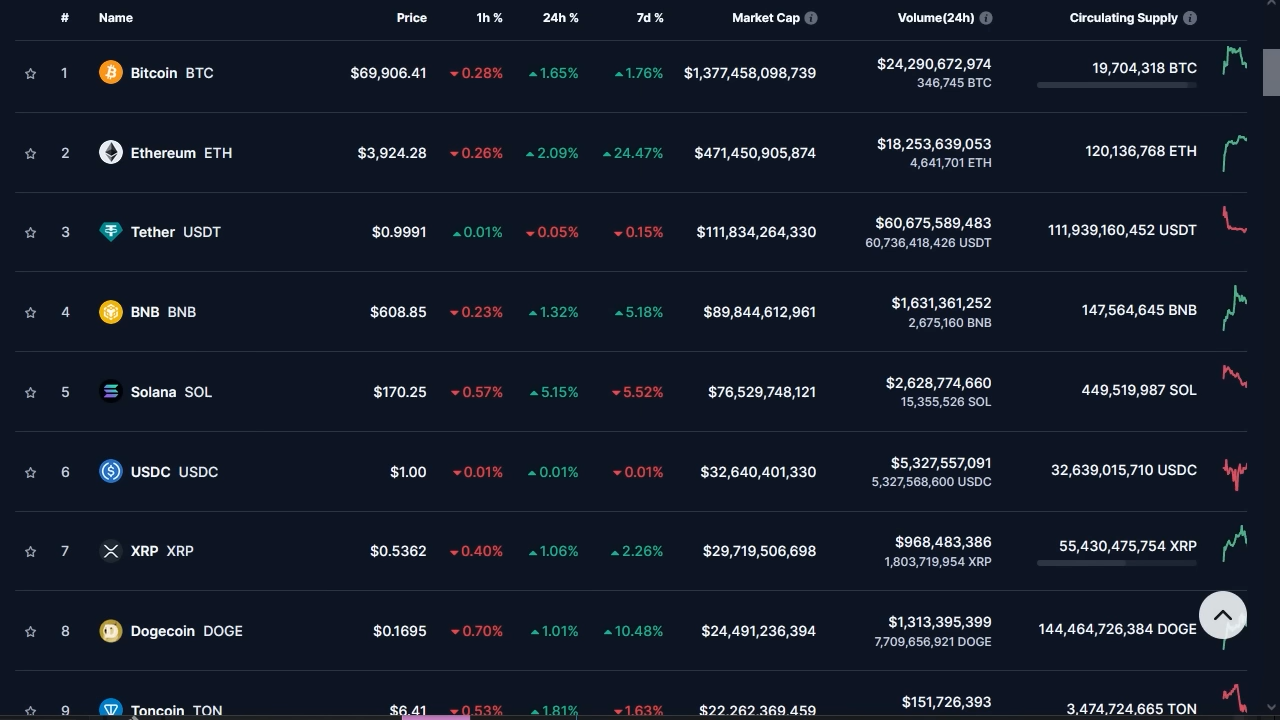 # Name Price 1h % 24h % 7d % Market Cap Volume(24h) Circulating Supply
1 Bitcoin BTC $69,906.41 0.28% 1.65% 1.76% $1,377,458,098,739 $24,290,672,974 19,704,318 BTC
346,745 BTC
2 Ethereum ETH $3,924.28 0.26% 2.09% 24.47% $471,450,905,874 $18,253,639,053 120,136,768 ETH
4,641,701 ETH
3 Tether USDT $0.9991 0.01% 0.05% 0.15% $111,834,264,330 $60,675,589,483 111,939,160,452 USDT
60,736,418,426 USDT
4 BNB BNB $608.85 0.23% 1.32% 5.18% $89,844,612,961 $1,631,361,252 147,564,645 BNB
2,675,160 BNB
5 Solana SOL $170.25 0.57% 5.15% 5.52% $76,529,748,121 $2,628,774,660 449,519,987 SOL
15,355,526 SOL
6 USDC USDC $1.00 0.01% 0.01% 0.01% $32,640,401,330 $5,327,557,091 32,639,015,710 USDC
5,327,568,600 USDC
7 XRP XRP $0.5362 0.40% 1.06% 2.26% $29,719,506,698 $968,483,386 55,430,475,754 XRP
1,803,719,954 XRP
8 Dogecoin DOGE $0.1695 0.70% 1.01% 10.48% $24,491,236,394 $1,313,395,399 144,464,726,384 DOGE
7,709,656,921 DOGE
9 Toncoin TON $6.41 0.53% 1.81% 1.63% $22,262,369,459 $151,726,393 3,474,724,665 TON